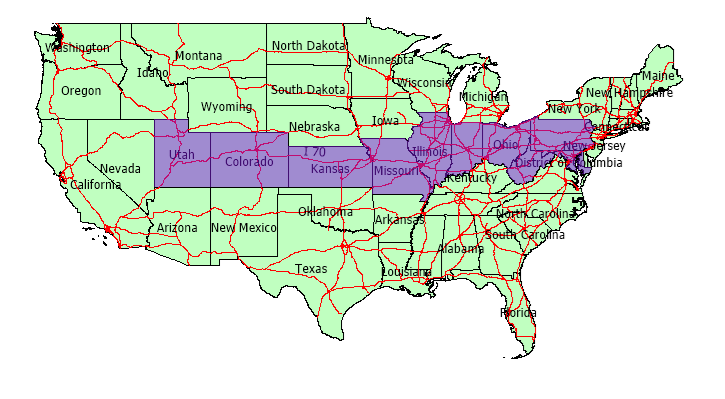 Washington
Montana
North Dakota
Minnesota
Maine
Idaho
Oregon
South Dakota
Wisconsin
Michigan
New Hampshire
Wyoming
New York
Nebraska
Iowa
Connecticut
Utah
Colorado
I 70
Illinois
Ohio
New Jersey
Nevada
Kansas
Missouri
District of Columbia
California
Kentucky
Oklahoma
Arkansas
North Carolina
Arizona
New Mexico
South Carolina
Alabama
Texas
Louisiana
Florida